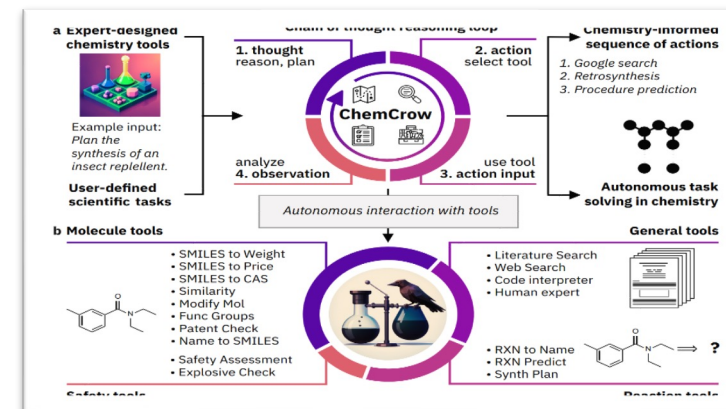 a Expert-designed
chemistry tools
Chain of thought reasoning loop
Chemistry-informed
sequence of actions
1. thought
reason, plan
2. action
select tool
1. Google search
2. Retrosynthesis
3. Procedure prediction
ChemCrow
Example input:
Plan the
synthesis of an
insect repellent.
analyze
4. observation
use tool
3. action input
User-defined
scientific tasks
Autonomous task
solving in chemistry
Autonomous interaction with tools
b Molecule tools
General tools
• SMILES to Weight
• SMILES to Price
• SMILES to CAS
• Similarity
• Modify Mol
• Func Groups
• Patent Check
• Name to SMILES
• Safety Assessment
• Explosive Check
• Literature Search
• Web Search
• Code interpreter
• Human expert
O
N
• RXN to Name
• RXN Predict
• Synth Plan
O
N
?
Safety tools
Reaction tools